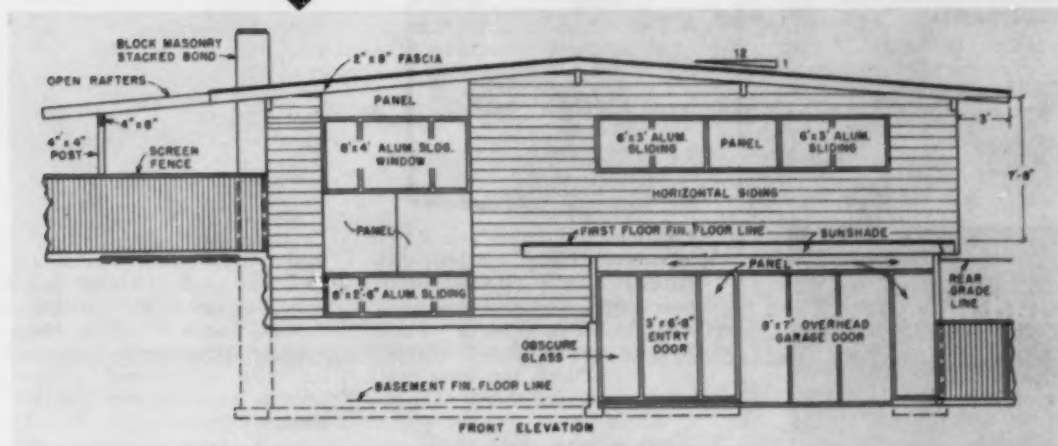 BLOCK MASONRY
STACKED BOND
2" x 8" FASCIA
12
1
OPEN RAFTERS
PANEL
4" x 6"
4" x 4"
POST
SCREEN
FENCE
8' x 4' ALUM. SLDG.
WINDOW
6' x 3' ALUM.
SLIDING
PANEL
6' x 3' ALUM.
SLIDING
3'
7'-8"
HORIZONTAL SIDING
PANEL
FIRST FLOOR FIN. FLOOR LINE
SUNSHADE
PANEL
REAR
GRADE
LINE
8' x 2'-6" ALUM. SLIDING
3' x 6'-8"
ENTRY
DOOR
8' x 7' OVERHEAD
GARAGE DOOR
OBSCURE
GLASS
BASEMENT FIN. FLOOR LINE
FRONT ELEVATION